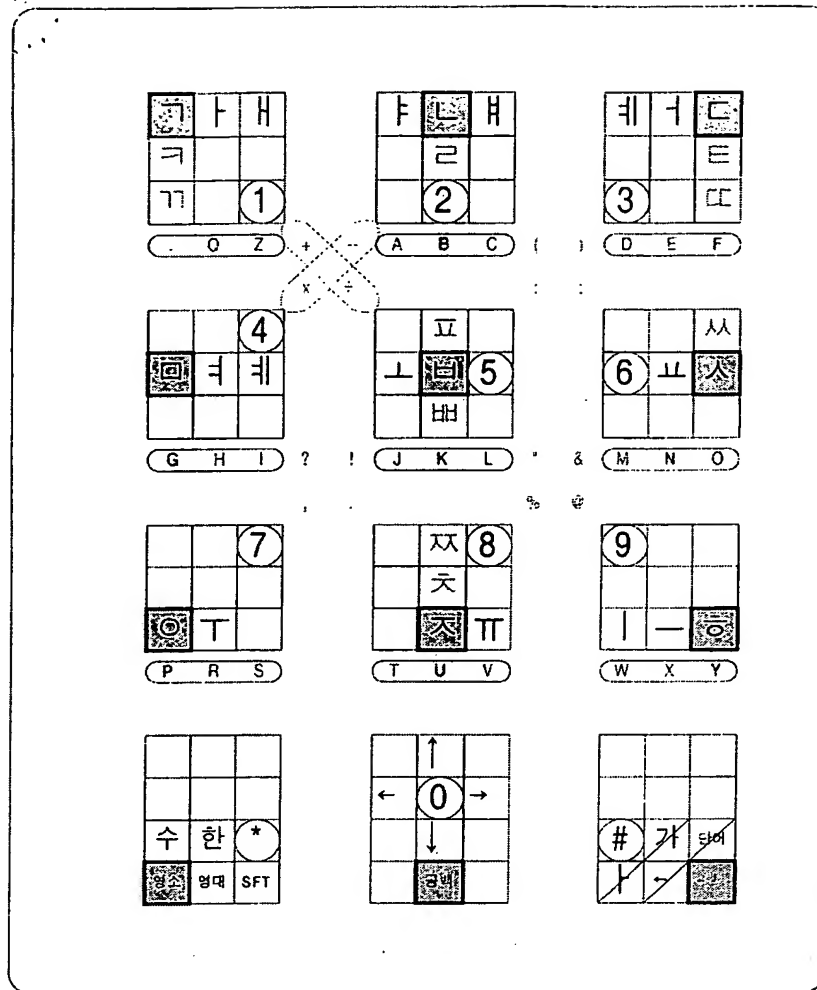 ㄱ ㅏ ㅐ ㅑ ㄴ ㅒ ㅖ ㅓ ㄷ
ㅋ ㄹ ㅌ
ㄲ 1 2 3 ㄸ
. Q Z + - A B C ( ) D E F
x ÷ : :
4 ㅍ ㅆ
ㅁ ㅕ ㅖ ㅗ ㅂ 5 6 ㅛ ㅅ
ㅃ
G H I ? ! J K L " & M N O
, . % @
7 ㅉ 8 9
ㅊ
ㅇ ㅜ ㅈ ㅠ ㅣ ㅡ ㅎ
P R S T U V W X Y
↑
← 0 →
수 한 * ↓ # 가 단어
영소 영대 SFT 공백 ㅏ ←